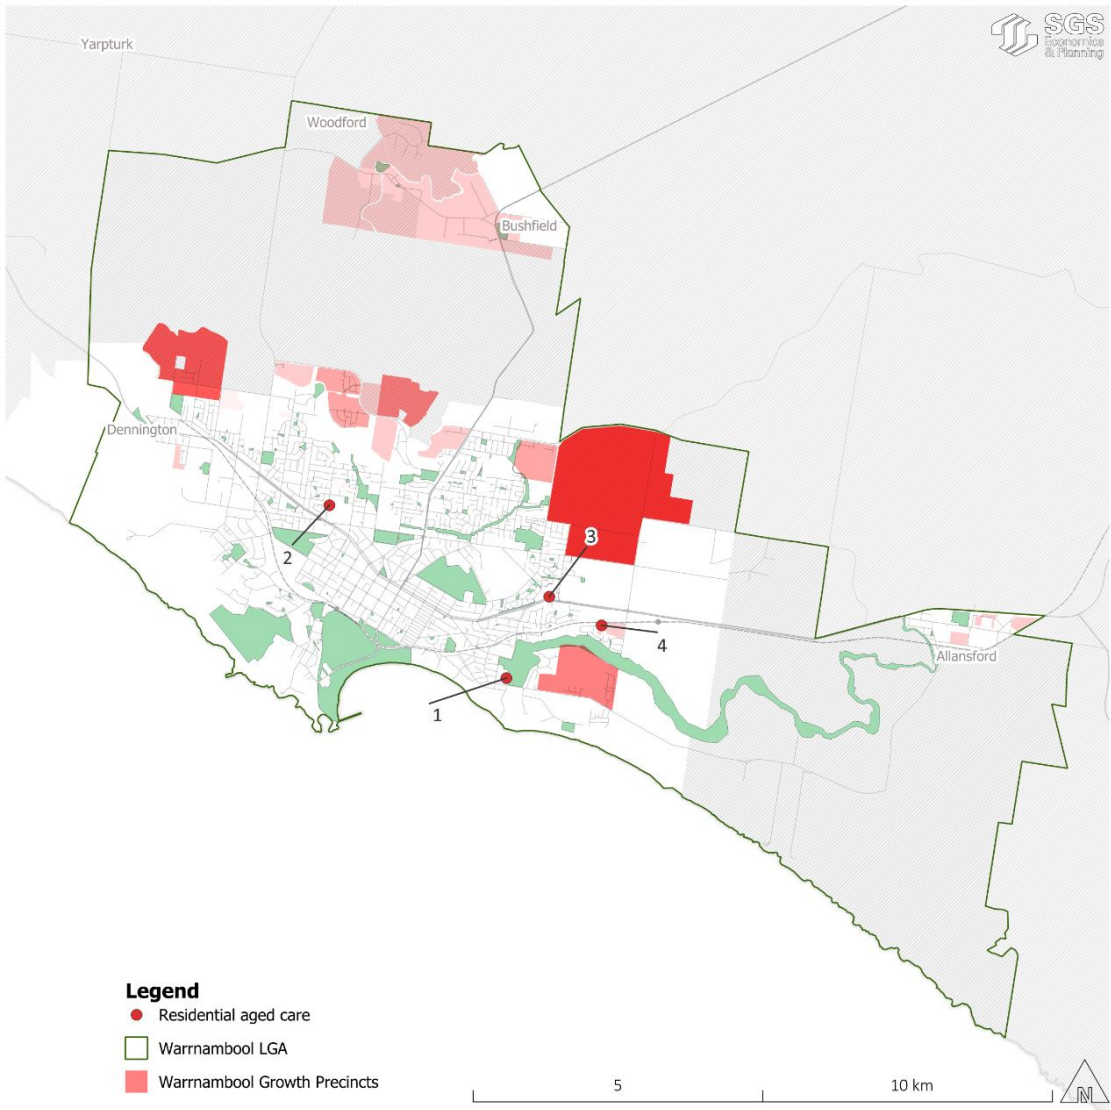 SGS
Economics
& Planning
Yarpturk
Woodford
Bushfield
Dennington
2
3
4
Allansford
1
Legend
Residential aged care
Warrnambool LGA
Warrnambool Growth Precincts
5
10 km
N